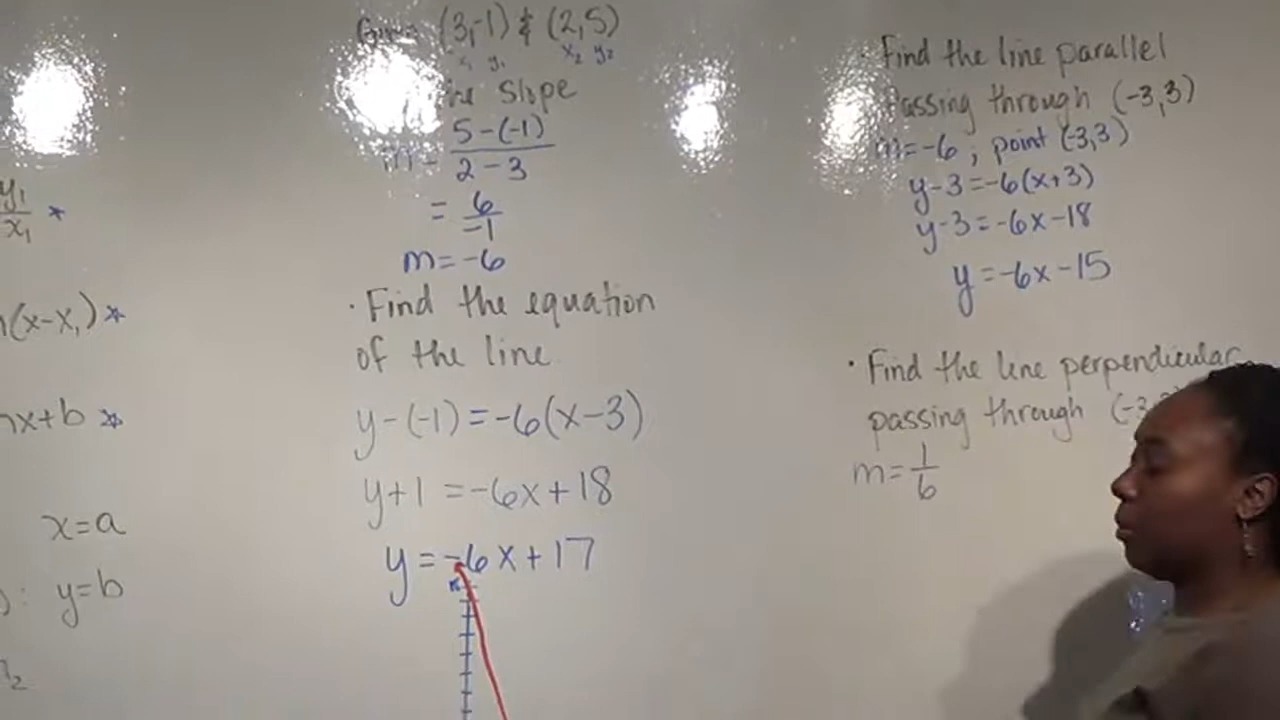 y₁
x₁ *
(x-x₁) *
x+b *
x=a
: y=b
2
Given (3,-1) & (2,5)
x₁ y₁ x₂ y₂
the slope
m = 5-(-1)
2-3
= 6
-1
m=-6
· Find the equation
of the line
y-(-1)=-6(x-3)
y+1=-6x+18
y=-6x+17
· Find the line parallel
Passing through (-3,3)
m=-6; point (-3,3)
y-3=-6(x+3)
y-3=-6x-18
y=-6x-15
· Find the line perpendicular
passing through (-3
m=1
6